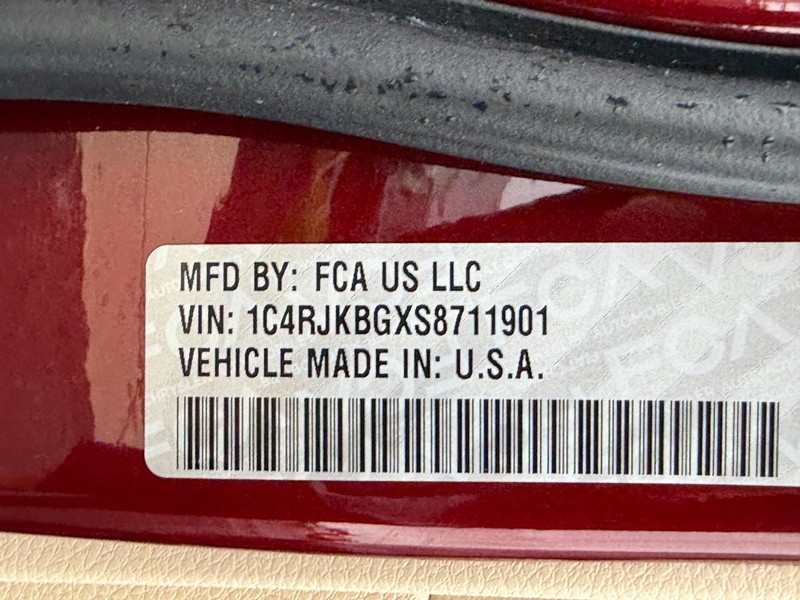 MFD BY: FCA US LLC
VIN: 1C4RJKBGXS8711901
VEHICLE MADE IN: U.S.A.